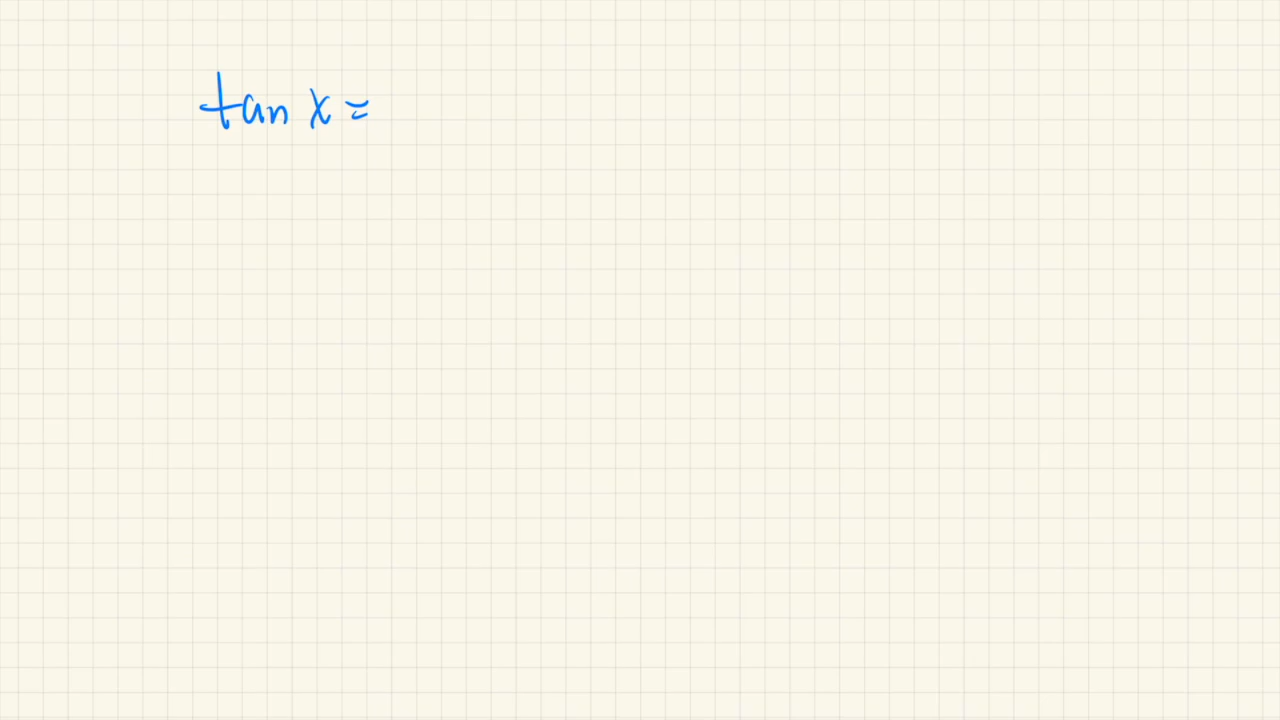 tan x =